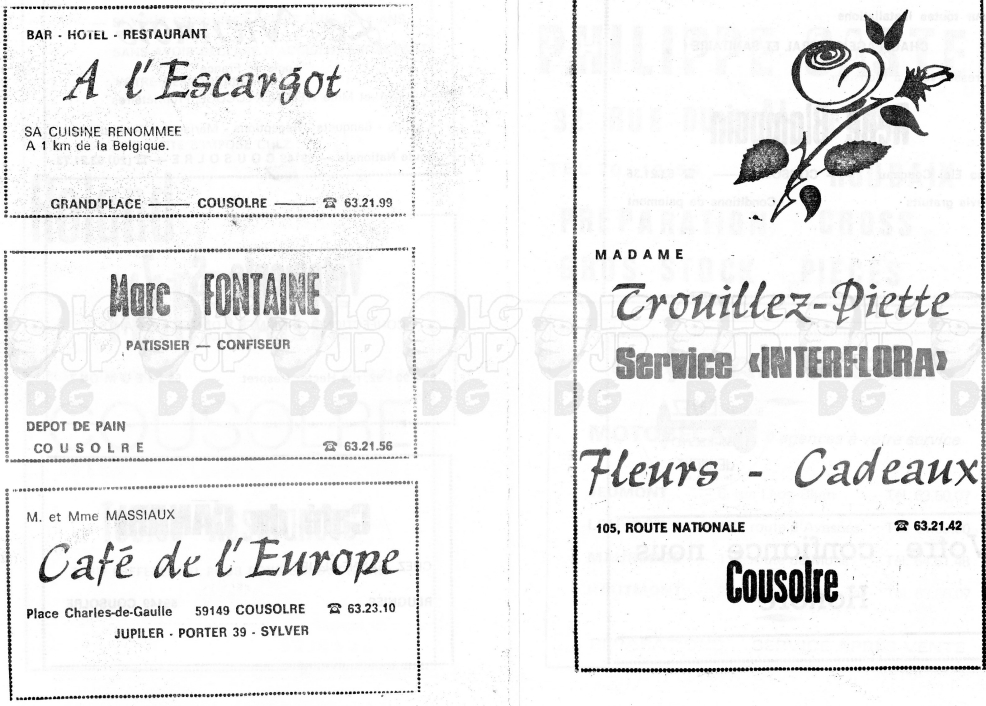 BAR - HOTEL - RESTAURANT
A l'Escargot
SA CUISINE RENOMMEE
A 1 km de la Belgique.
GRAND'PLACE —— COUSOLRE —— ☎ 63.21.99
Marc FONTAINE
PATISSIER — CONFISEUR
DEPOT DE PAIN
COUSOLRE ☎ 63.21.56
M. et Mme MASSIAUX
Café de l'Europe
Place Charles-de-Gaulle 59149 COUSOLRE ☎ 63.23.10
JUPILER - PORTER 39 - SYLVER
MADAME
Trouillez-Piette
Service «INTERFLORA»
Fleurs - Cadeaux
105, ROUTE NATIONALE ☎ 63.21.42
Cousolre
LG JP DG